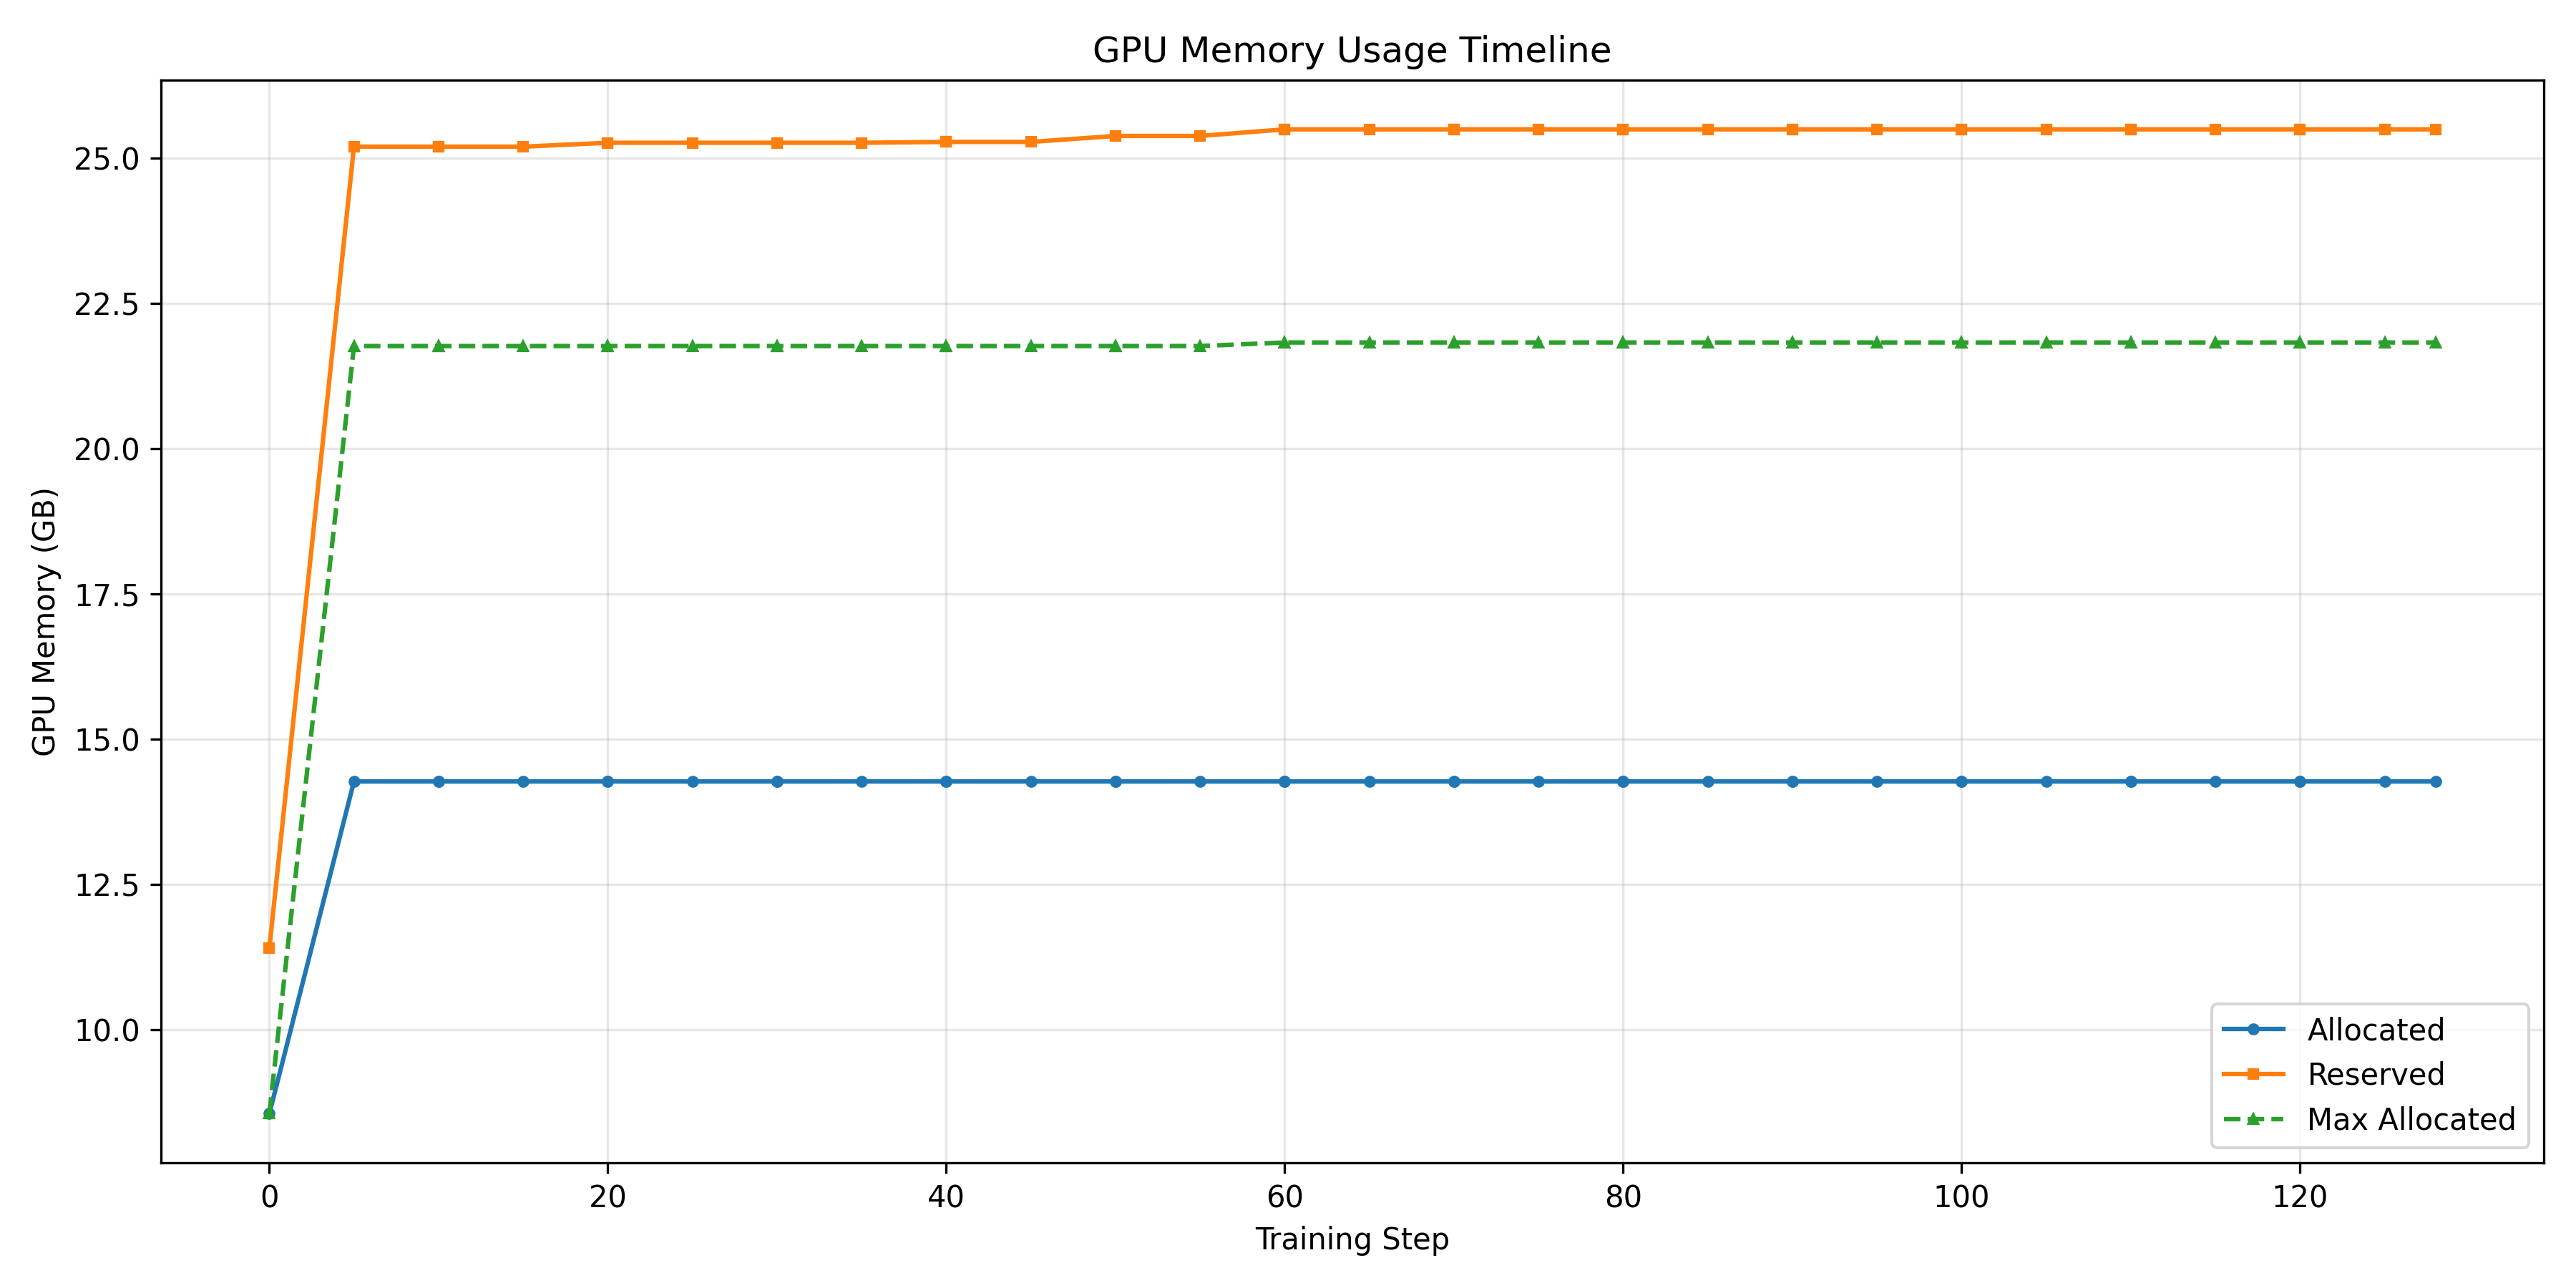 GPU Memory Usage Timeline
GPU Memory (GB)
25.0
22.5
20.0
17.5
15.0
12.5
10.0
0 20 40 60 80 100 120
Training Step
Allocated
Reserved
Max Allocated